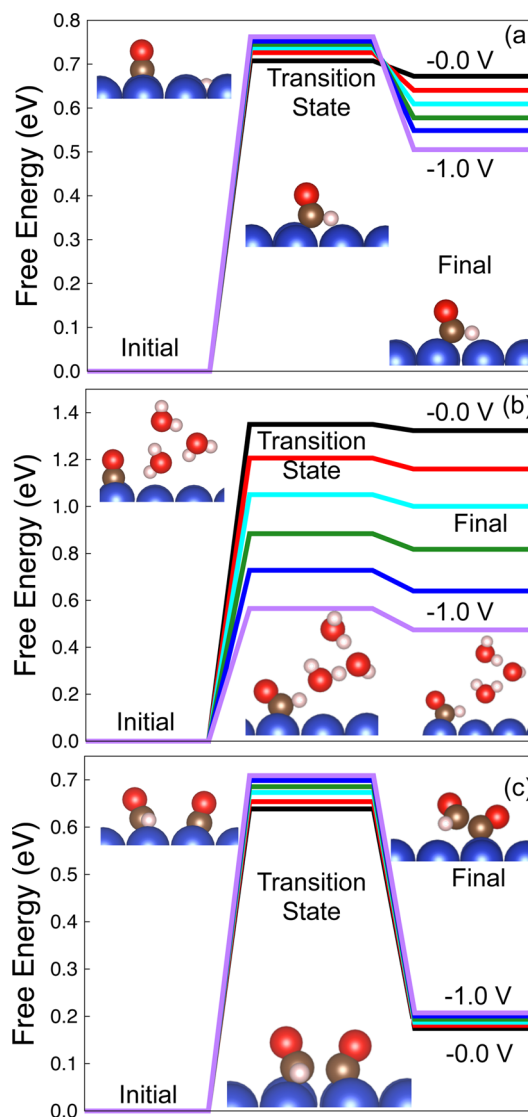 (a)
-0.0 V
0.7
Transition
State
0.6
0.5
-1.0 V
0.4
0.3
Final
0.2
0.1
Initial
0.0
Free Energy (eV)
(b)
1.4
-0.0 V
Transition
State
1.2
1.0
Final
0.8
0.6
-1.0 V
0.4
0.2
Initial
0.0
Free Energy (eV)
(c)
0.7
0.6
Final
Transition
State
0.5
0.4
0.3
-1.0 V
0.2
-0.0 V
0.1
Initial
0.0
Free Energy (eV)